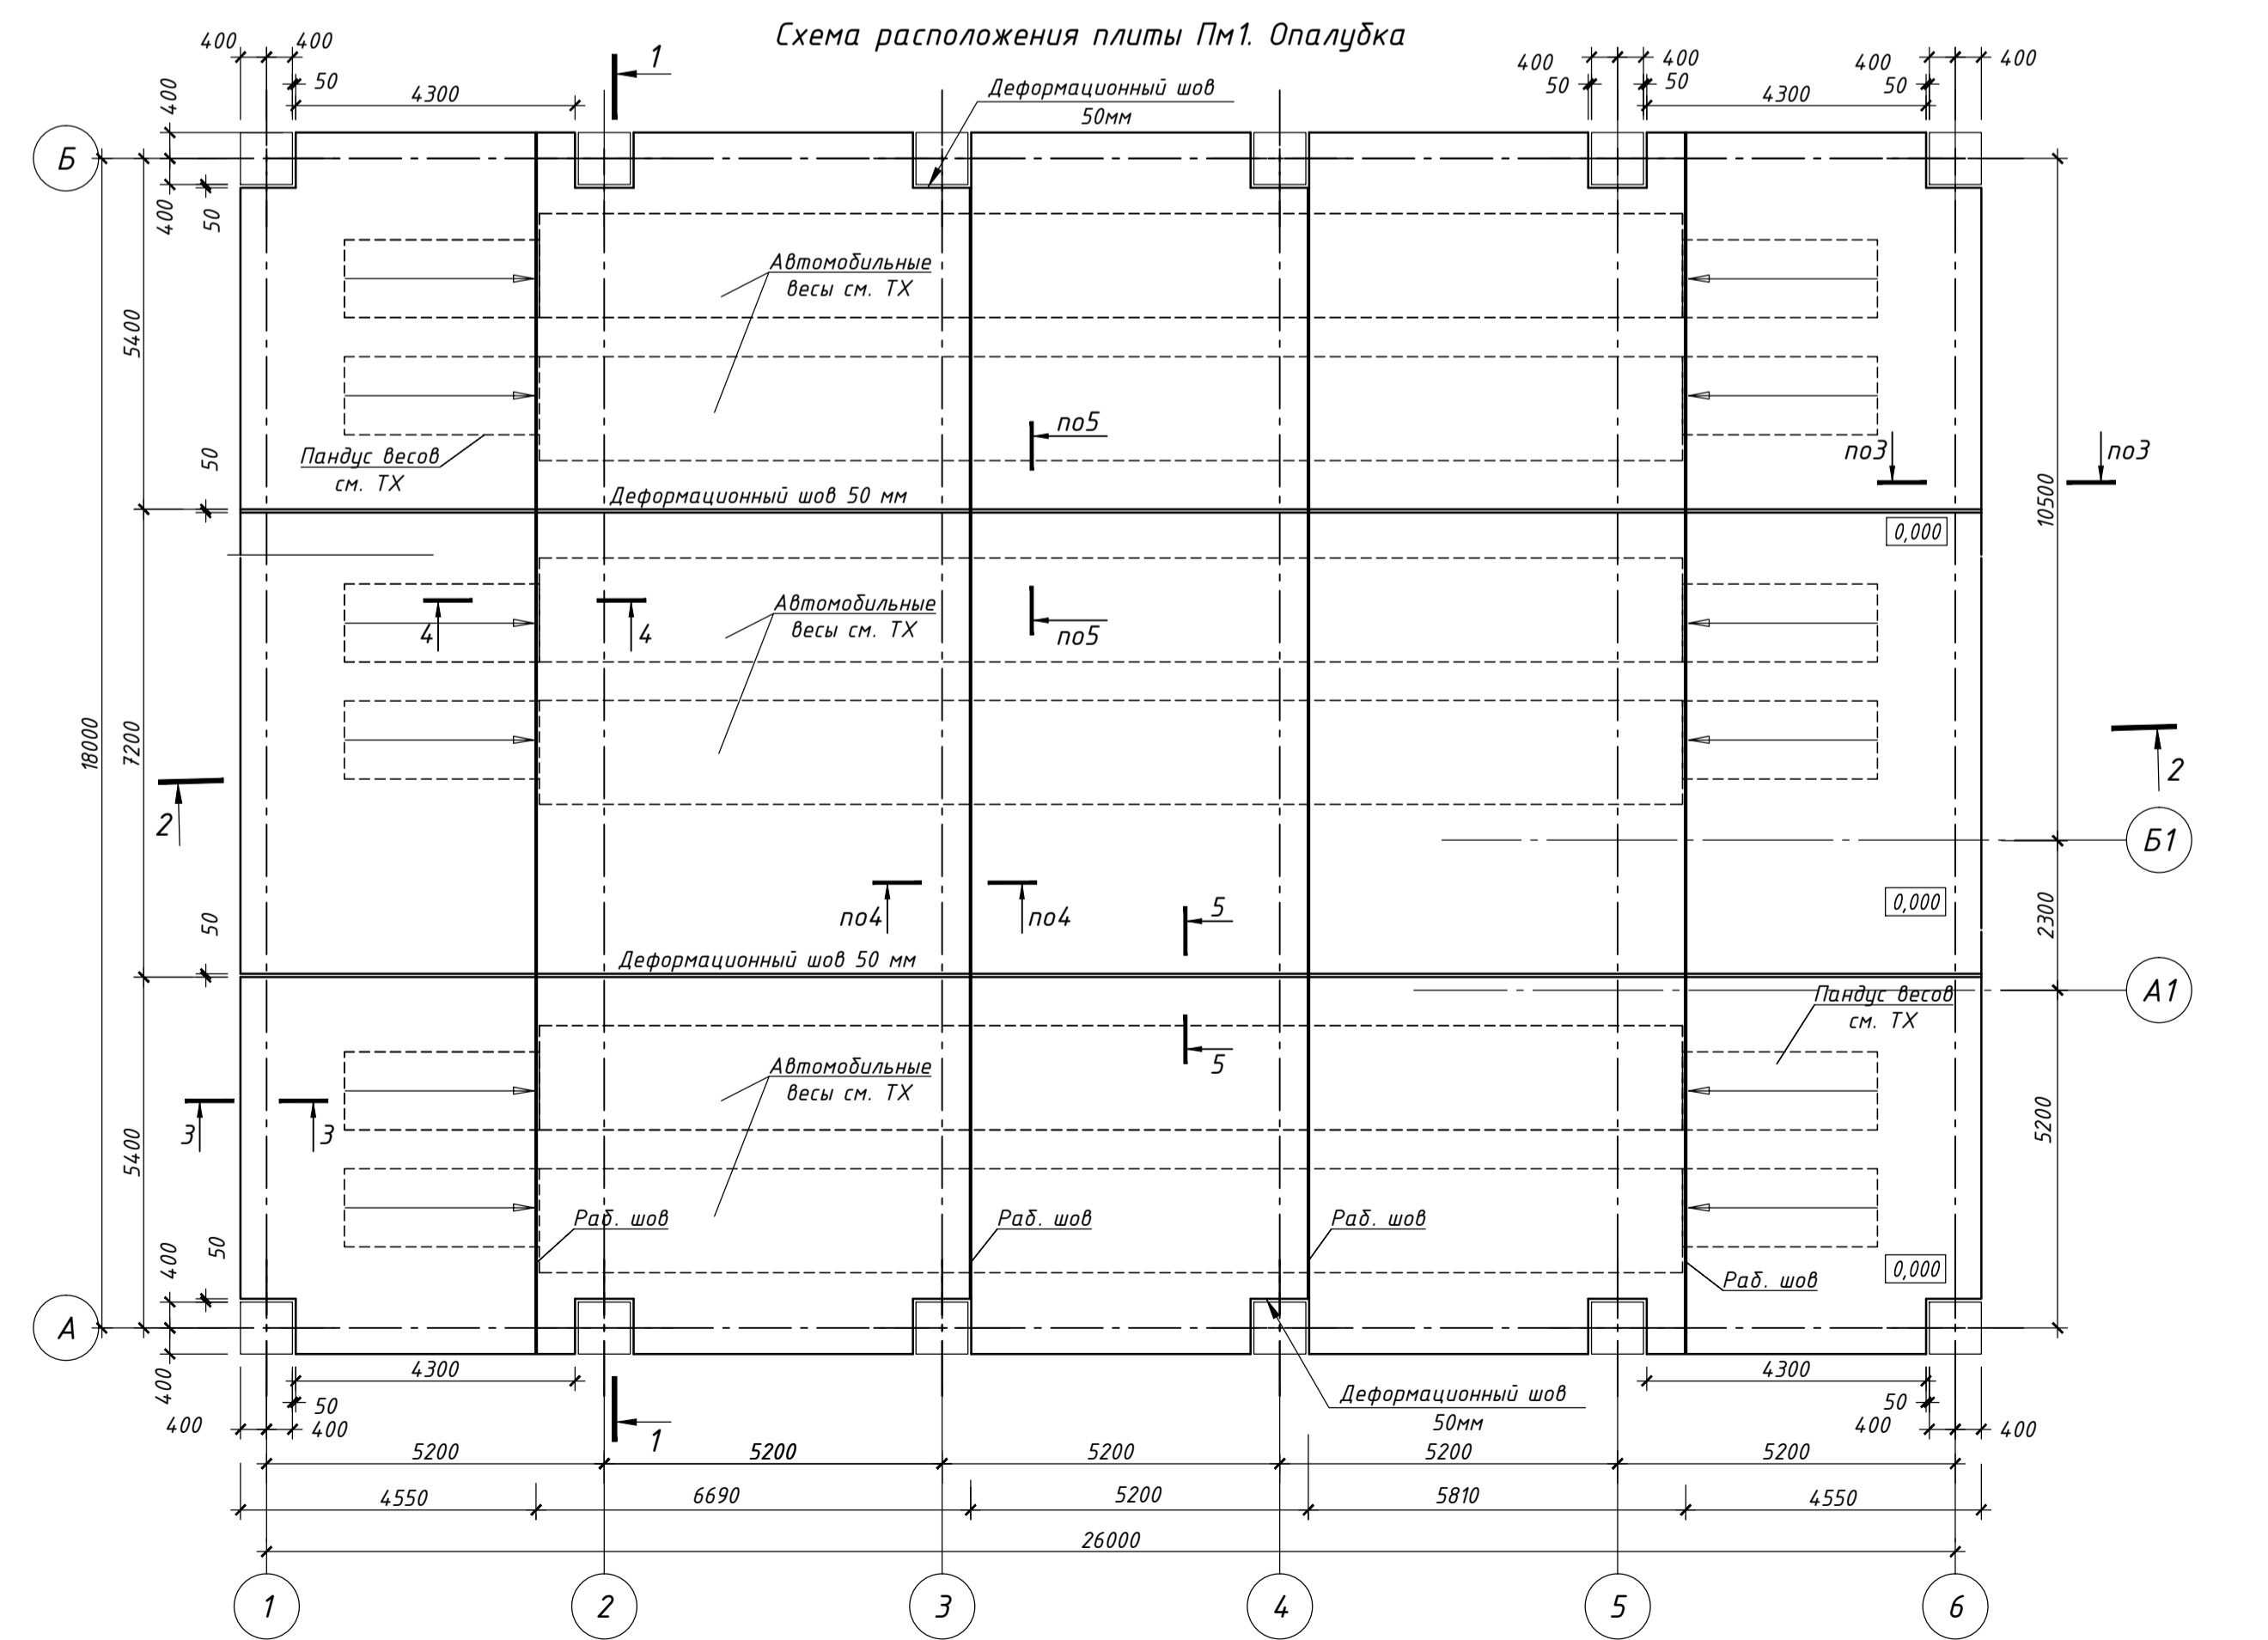 Схема расположения плиты Пм1. Опалубка
400 400 1 400 400 400 400
50 50 50 50
4300 Деформационный шов 4300
50мм
400
Б
400 50
Автомобильные
весы см. ТХ
5400
по5
по3 по3
50
Пандус весов
см. ТХ
Деформационный шов 50 мм
10500
0,000
Автомобильные
весы см. ТХ
4 4
по5
18000 7200
2 2
Б1
по4 по4
5
0,000
50
2300
Деформационный шов 50 мм
А1
Пандус весов
см. ТХ
5
Автомобильные
весы см. ТХ
3 3
5400 5200
Раб. шов Раб. шов Раб. шов
400 50
0,000
Раб. шов
А
400
4300 4300
Деформационный шов
50мм
50 50
400 400 400 400
1
5200 5200 5200 5200 5200
4550 6690 5200 5810 4550
26000
1 2 3 4 5 6